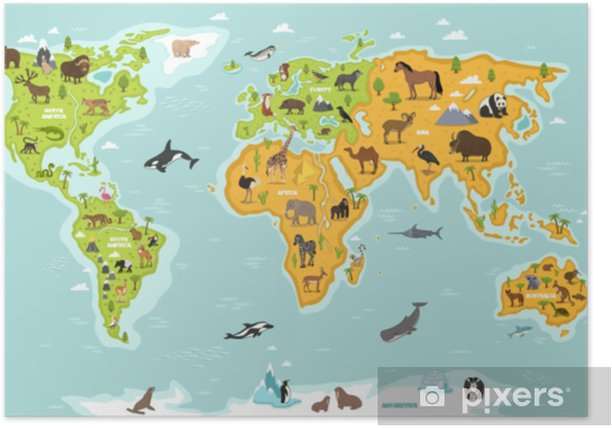 NORTH
AMERICA
EUROPE
ASIA
AFRICA
SOUTH
AMERICA
AUSTRALIA
ANTARCTICA
pixers®